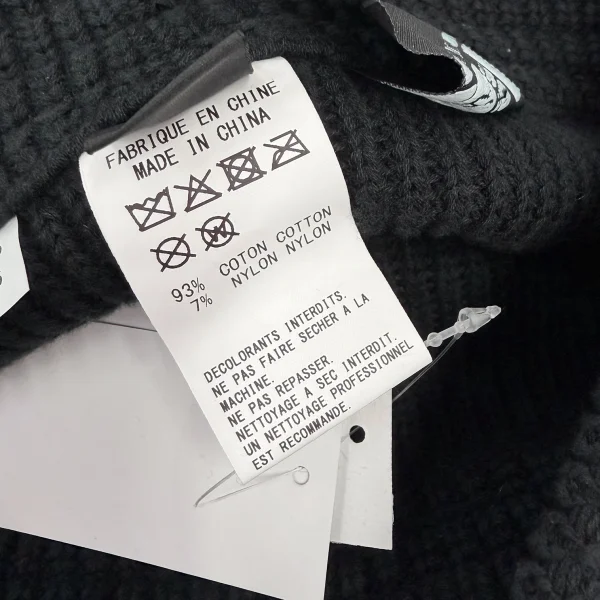 FABRIQUE EN CHINE
MADE IN CHINA
93% COTON COTTON
7% NYLON NYLON
DECOLORANTS INTERDITS.
NE PAS FAIRE SECHER A LA
MACHINE.
NE PAS REPASSER.
NETTOYAGE A SEC INTERDIT.
UN NETTOYAGE PROFESSIONNEL
EST RECOMMANDE.